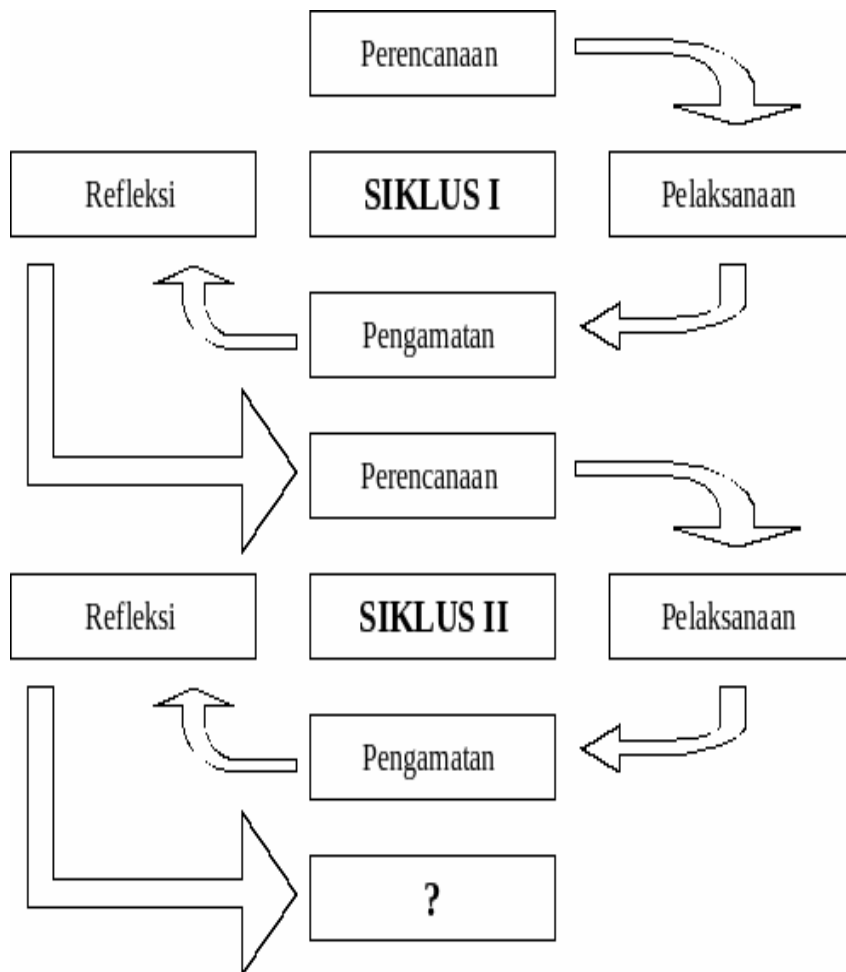 Perencanaan
Refleksi
SIKLUS I
Pelaksanaan
Pengamatan
Perencanaan
Refleksi
SIKLUS II
Pelaksanaan
Pengamatan
?